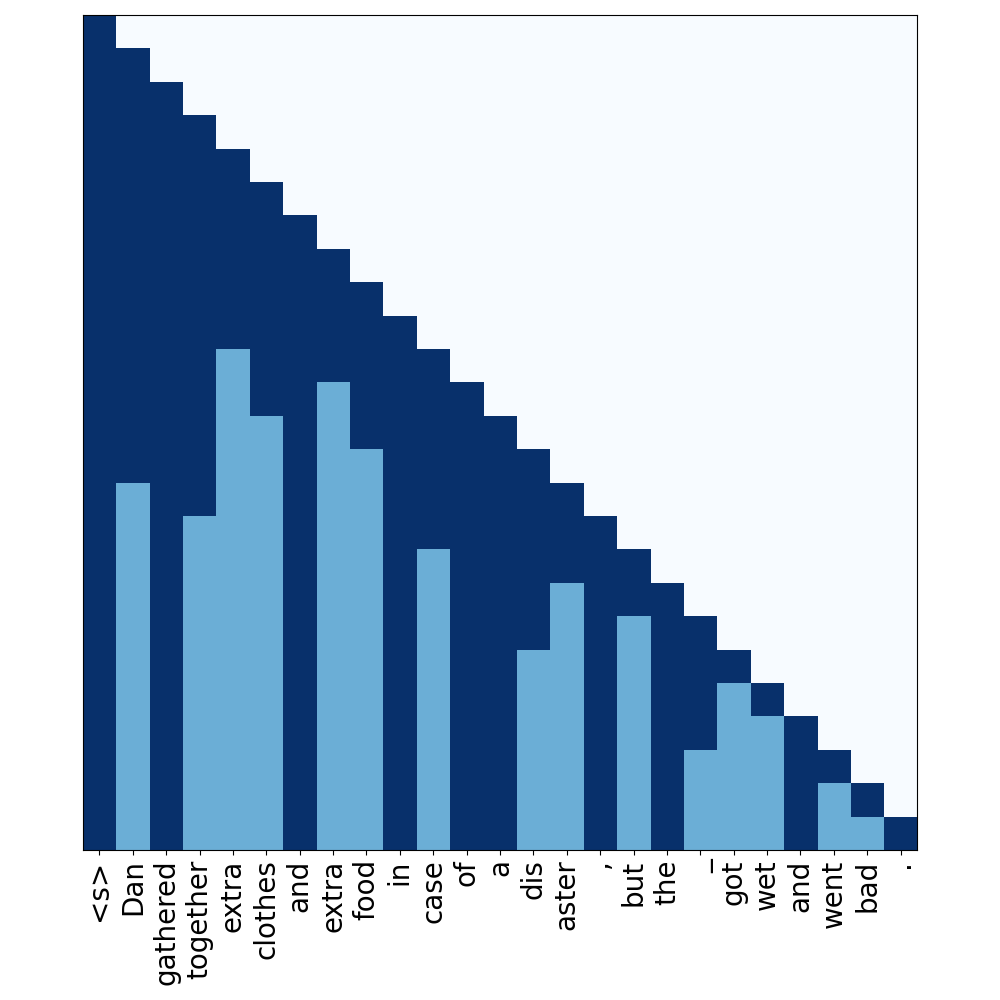 <s> Dan gathered together extra clothes and extra food in case of a dis aster , but the _ got wet and went bad .